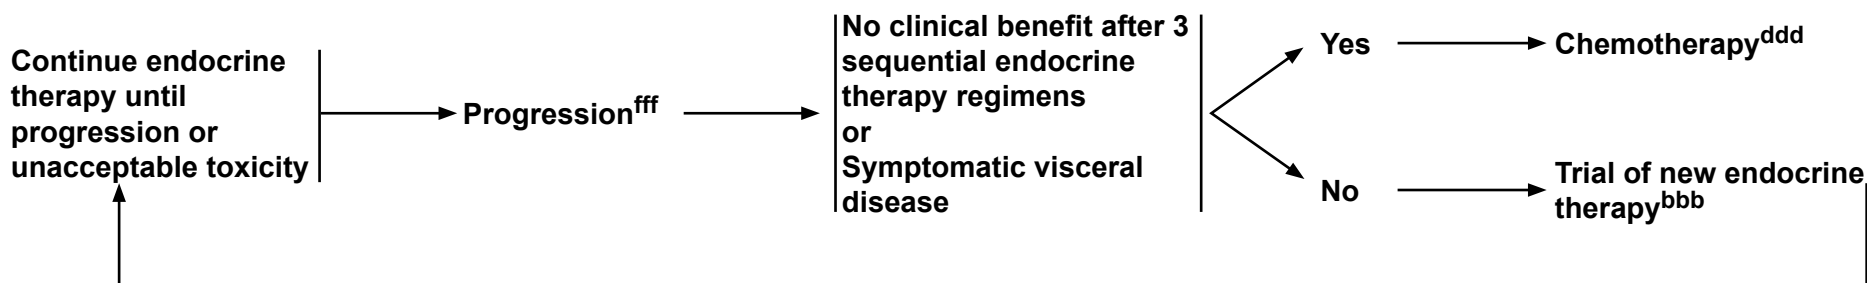 Continue endocrine
therapy until
progression or
unacceptable toxicity
Progressionfff
No clinical benefit after 3
sequential endocrine
therapy regimens
or
Symptomatic visceral
disease
Yes
Chemotherapyddd
No
Trial of new endocrine
therapybbb